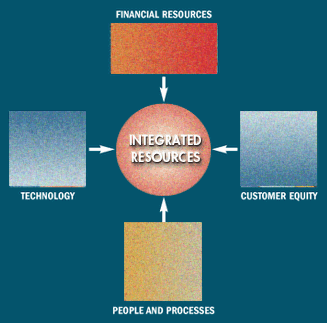 FINANCIAL RESOURCES
INTEGRATED
RESOURCES
TECHNOLOGY
CUSTOMER EQUITY
PEOPLE AND PROCESSES